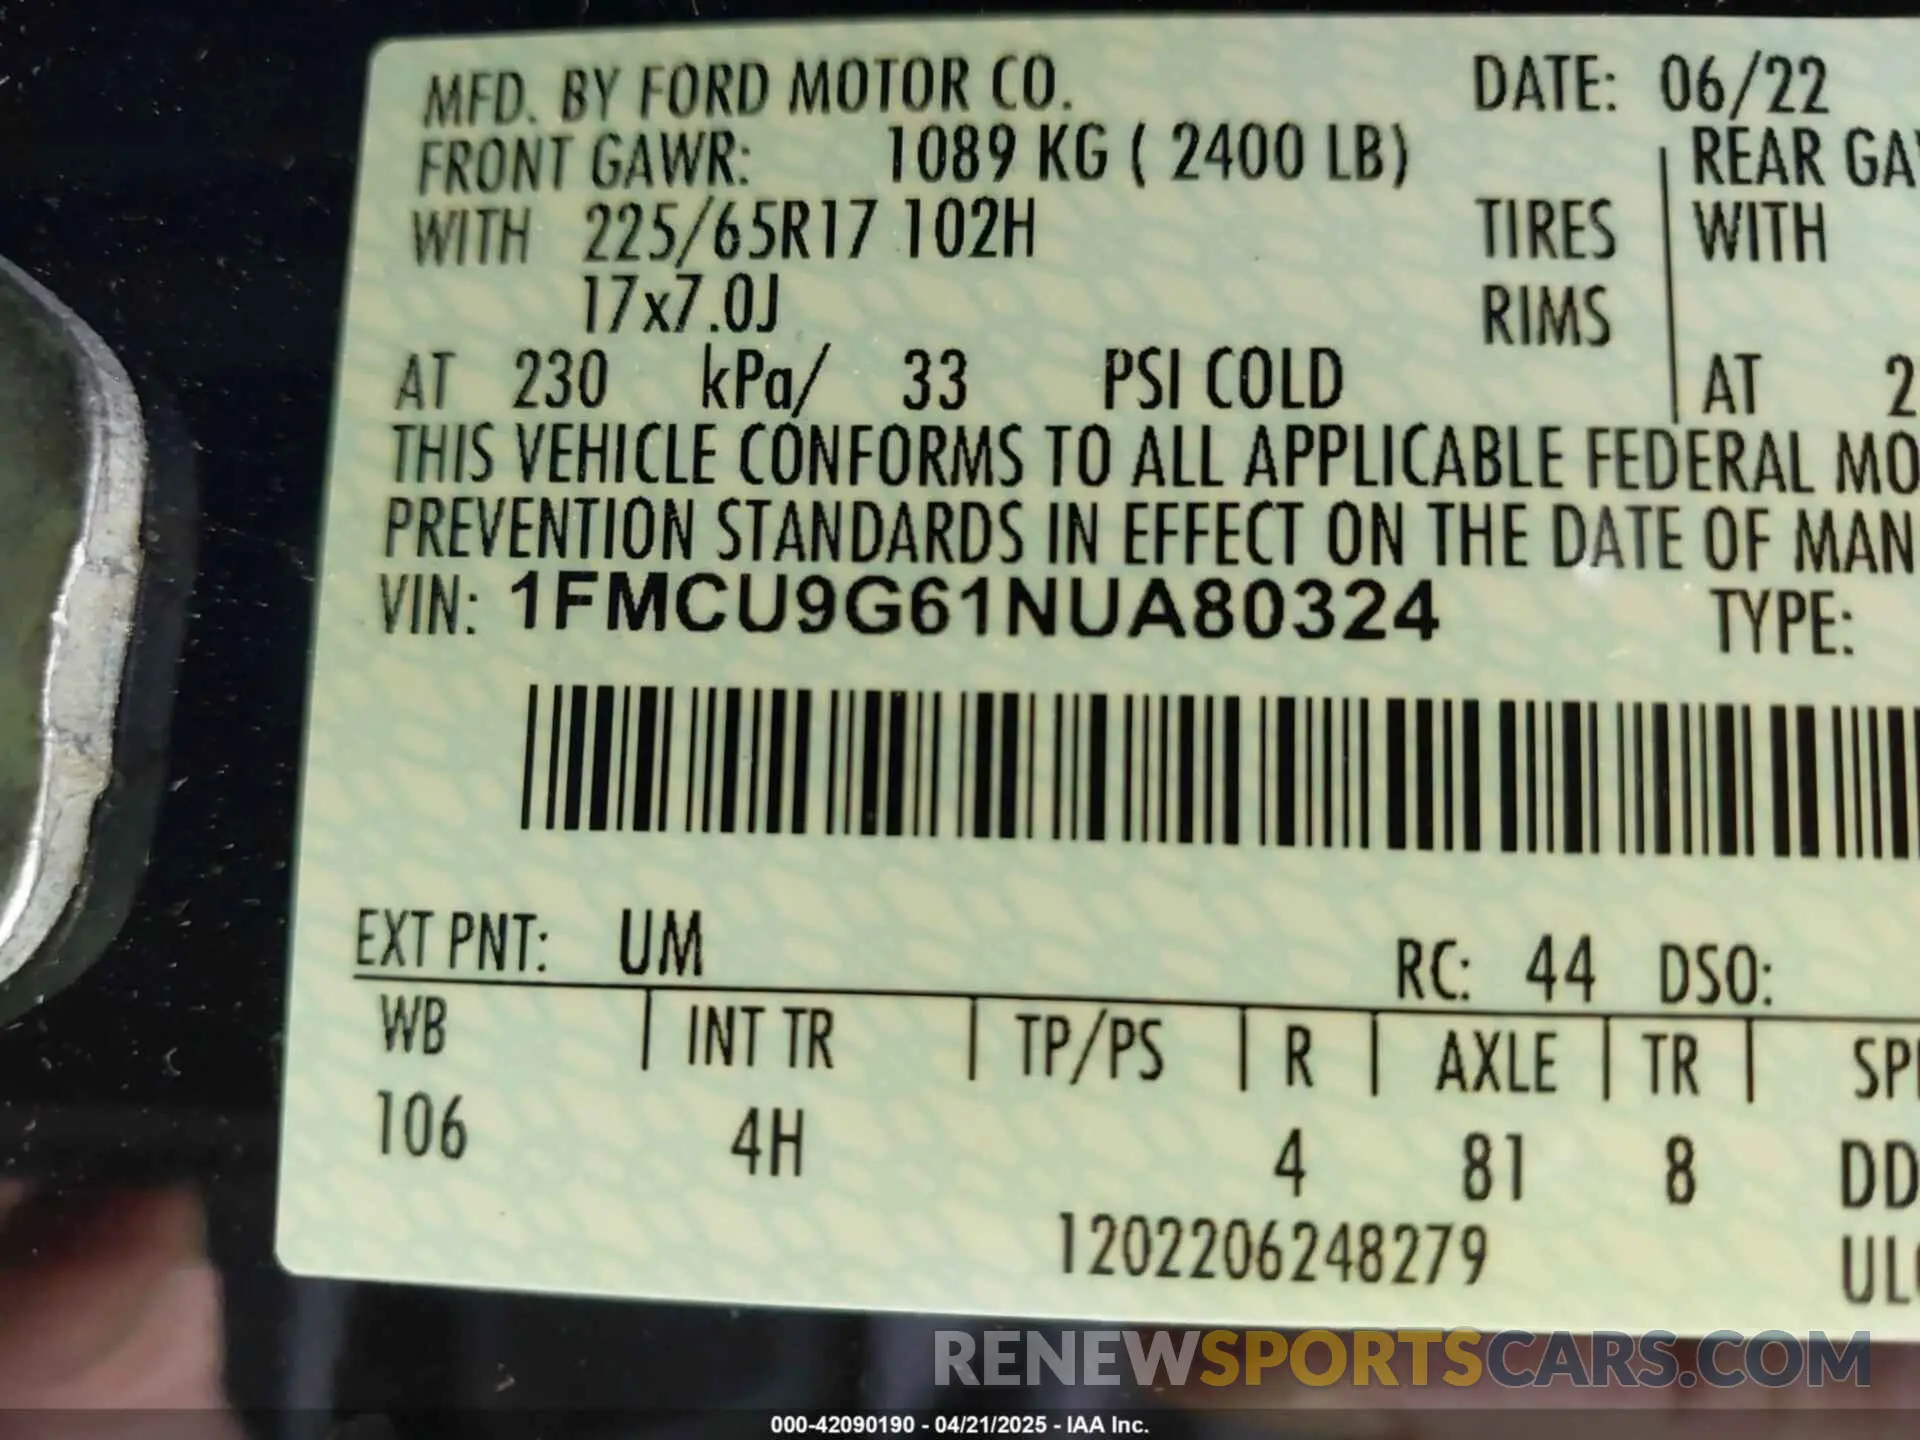 MFD. BY FORD MOTOR CO. DATE: 06/22
FRONT GAWR: 1089 KG ( 2400 LB) REAR GA
WITH 225/65R17 102H TIRES WITH
17x7.0J RIMS
AT 230 kPa/ 33 PSI COLD AT 2
THIS VEHICLE CONFORMS TO ALL APPLICABLE FEDERAL MO
PREVENTION STANDARDS IN EFFECT ON THE DATE OF MAN
VIN: 1FMCU9G61NUA80324 TYPE:
EXT PNT: UM RC: 44 DSO:
WB INT TR TP/PS R AXLE TR SP
106 4H 4 81 8 DD
1202206248279 UL
RENEWSPORTSCARS.COM
000-42090190 - 04/21/2025 - IAA Inc.